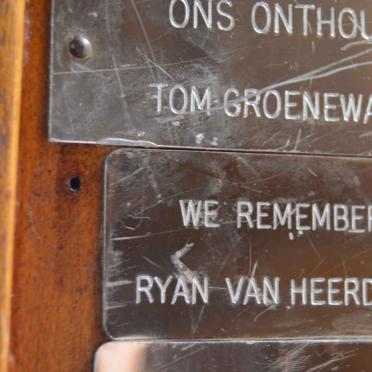 ONS ONTHOU
TOM GROENEWA
WE REMEMBER
RYAN VAN HEERD